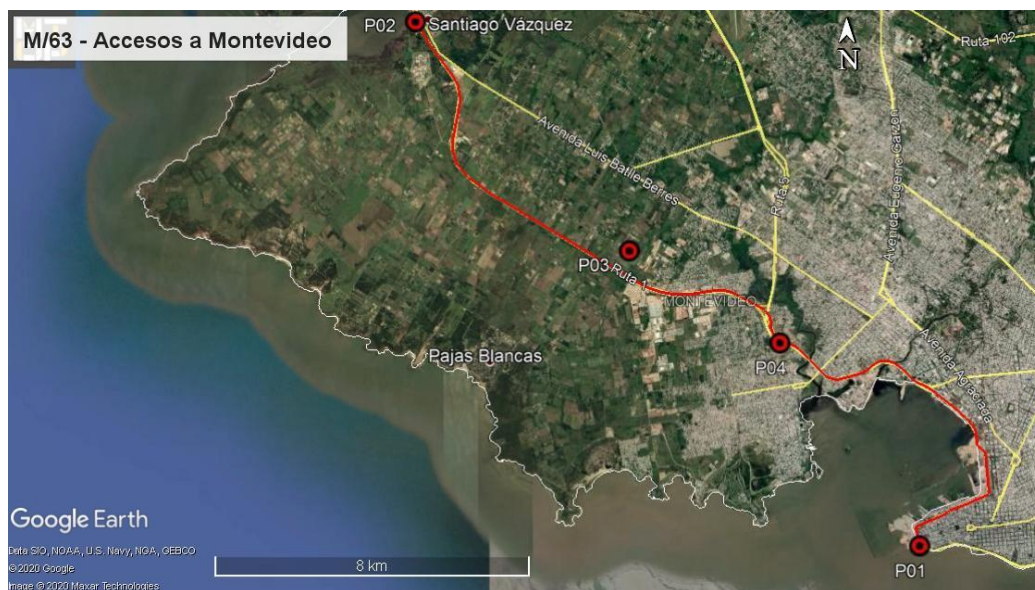 M/63 - Accesos a Montevideo
P02
Santiago Vázquez
Ruta 102
N
Avenida Luis Batlle Berres
Ruta 5
Avenida Eugenio Garzón
P03
Ruta 1
MONTEVIDEO
P04
Pajas Blancas
Avenida Agraciada
Google Earth
Data SIO, NOAA, U.S. Navy, NGA, GEBCO
© 2020 Google
Image © 2020 Maxar Technologies
8 km
P01